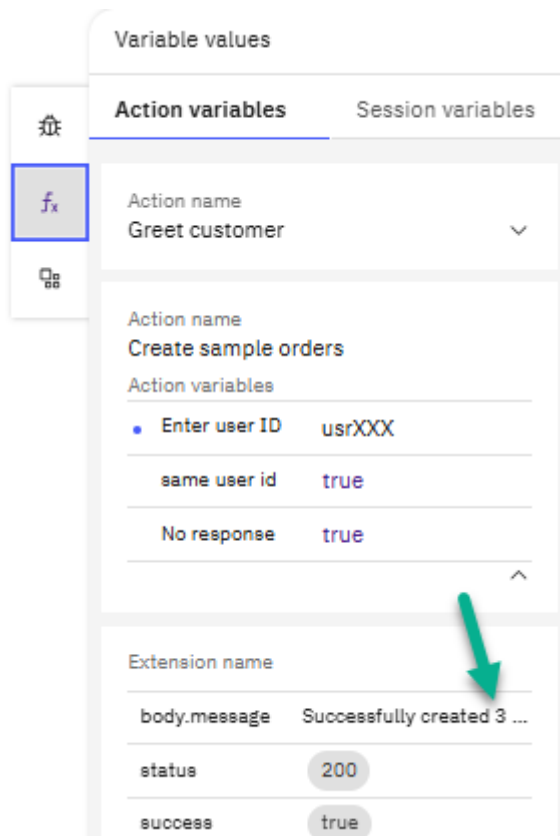 Variable values
Action variables Session variables
fx
Action name
Greet customer
Action name
Create sample orders
Action variables
Enter user ID usrXXX
same user id true
No response true
Extension name
body.message Successfully created 3 ...
status 200
success true